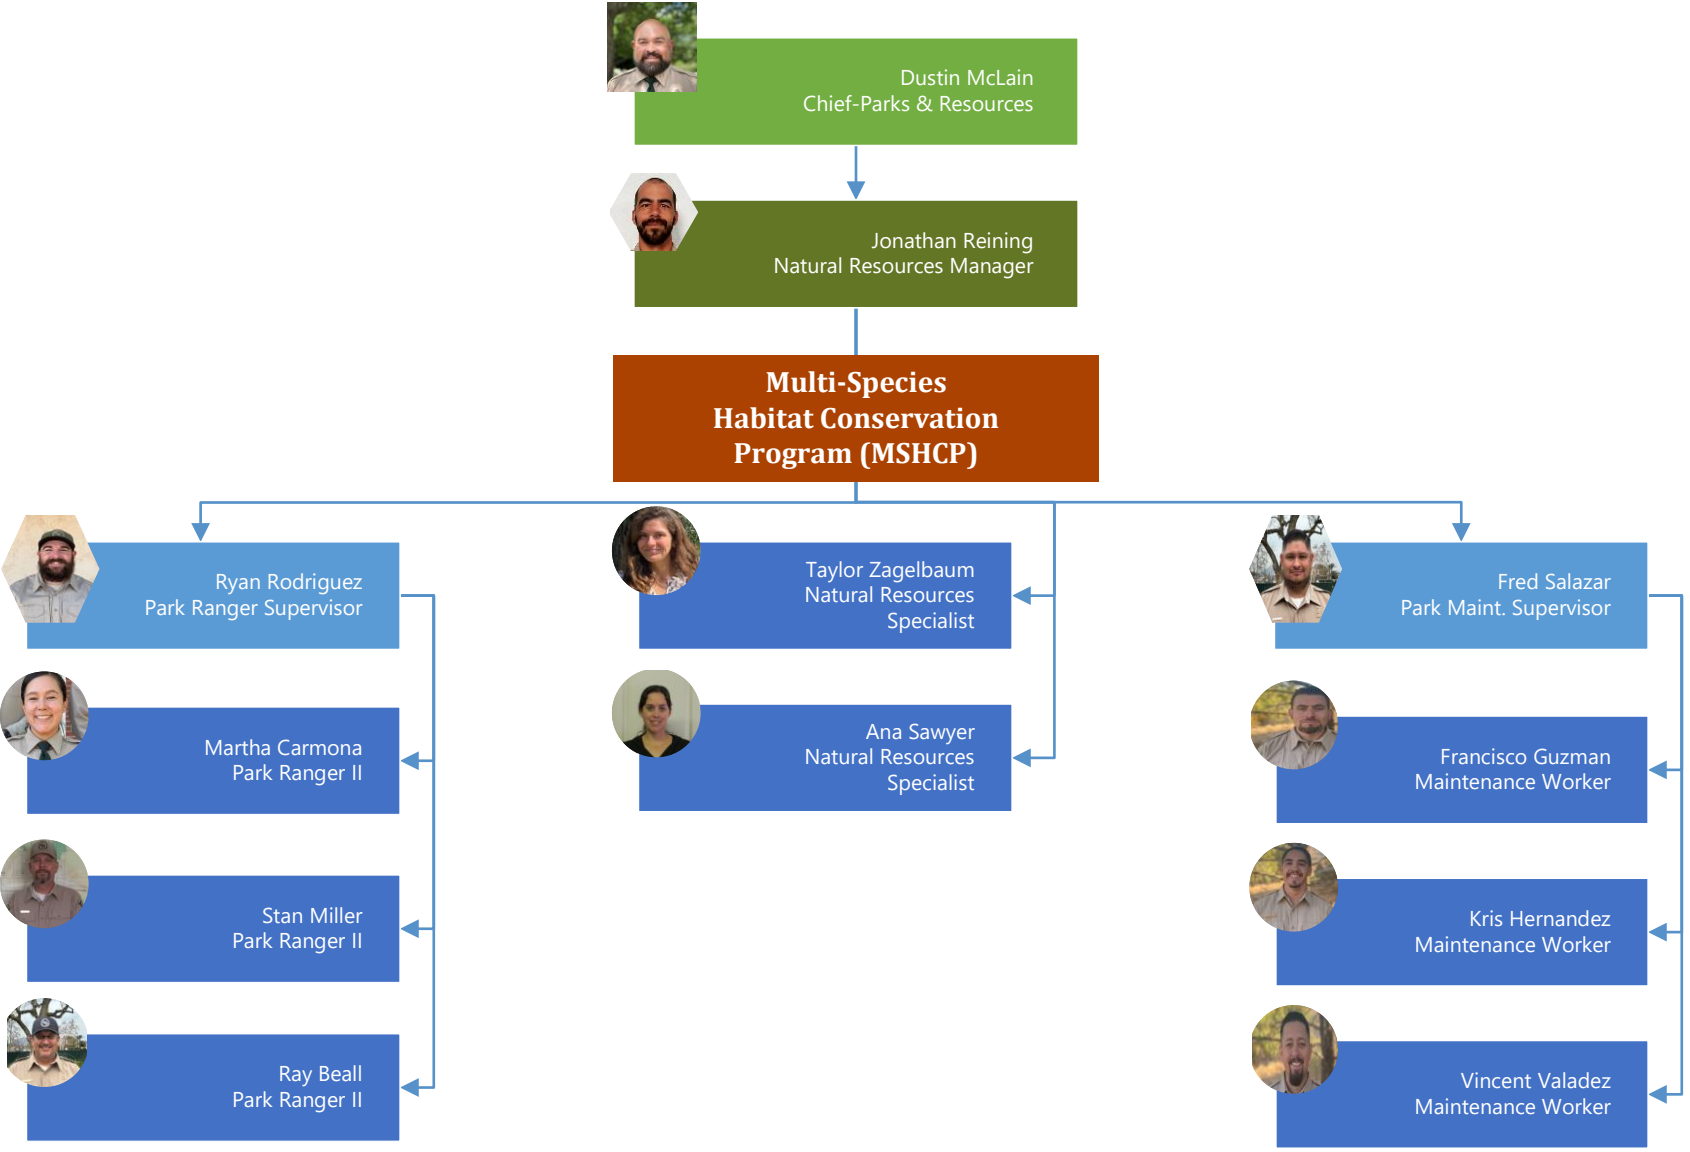 Dustin McLain
Chief-Parks & Resources
Jonathan Reining
Natural Resources Manager
Multi-Species
Habitat Conservation
Program (MSHCP)
Ryan Rodriguez
Park Ranger Supervisor
Martha Carmona
Park Ranger II
Stan Miller
Park Ranger II
Ray Beall
Park Ranger II
Taylor Zagelbaum
Natural Resources
Specialist
Ana Sawyer
Natural Resources
Specialist
Fred Salazar
Park Maint. Supervisor
Francisco Guzman
Maintenance Worker
Kris Hernandez
Maintenance Worker
Vincent Valadez
Maintenance Worker